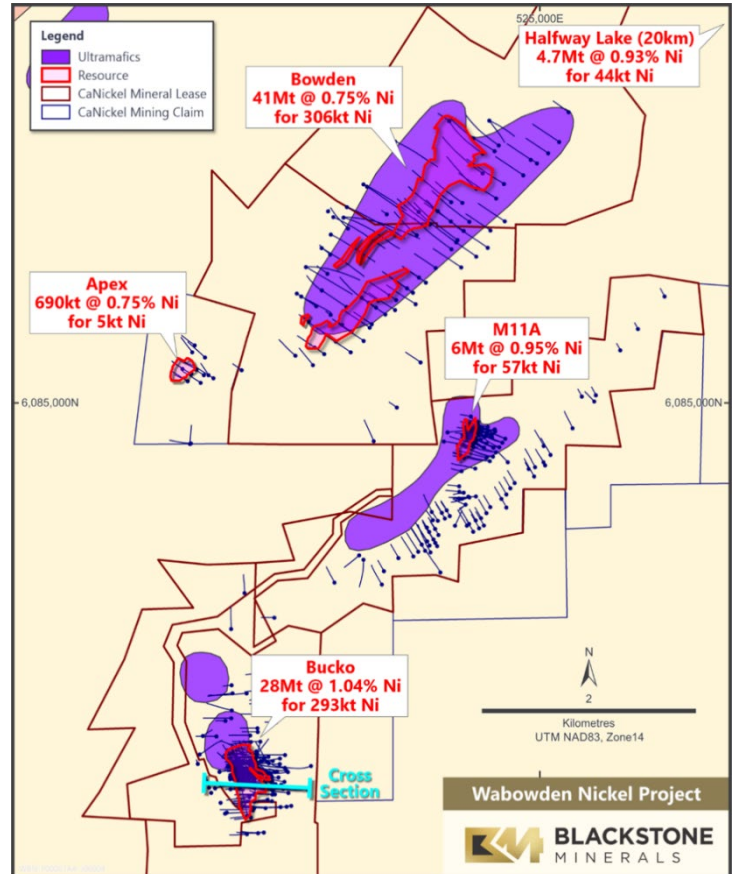 525,000E
Legend
Ultramafics
Resource
CaNickel Mineral Lease
CaNickel Mining Claim
Halfway Lake (20km)
4.7Mt @ 0.93% Ni
for 44kt Ni
Bowden
41Mt @ 0.75% Ni
for 306kt Ni
Apex
690kt @ 0.75% Ni
for 5kt Ni
M11A
6Mt @ 0.95% Ni
for 57kt Ni
6,085,000N
6,085,000N
Bucko
28Mt @ 1.04% Ni
for 293kt Ni
N
2
Kilometres
UTM NAD83, Zone14
Cross
Section
Wabowden Nickel Project
BLACKSTONE
MINERALS